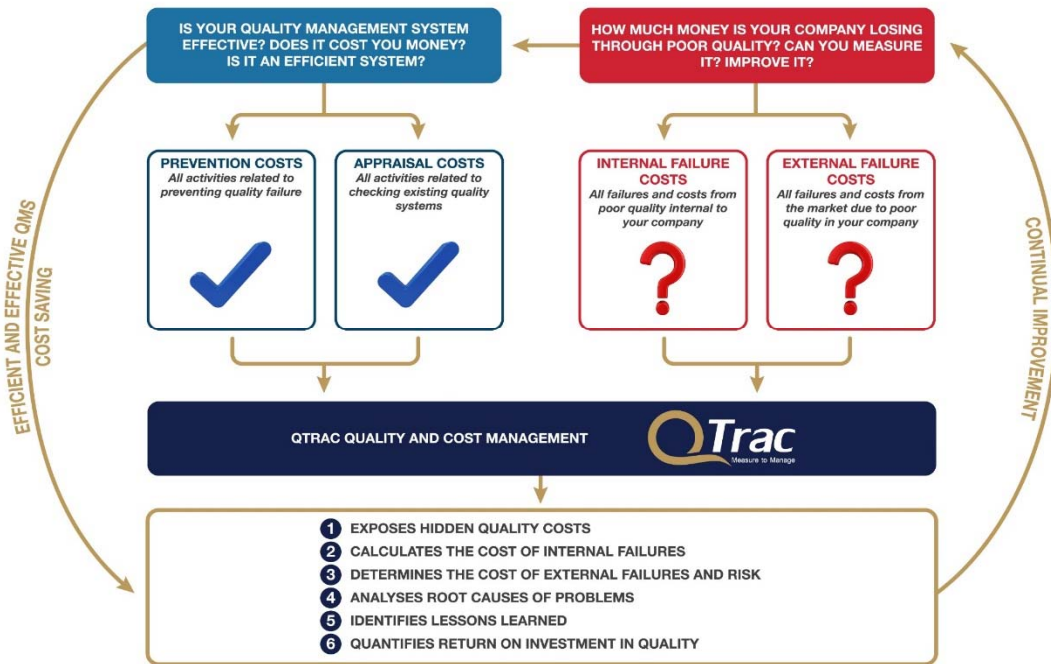 IS YOUR QUALITY MANAGEMENT SYSTEM
EFFECTIVE? DOES IT COST YOU MONEY?
IS IT AN EFFICIENT SYSTEM?
HOW MUCH MONEY IS YOUR COMPANY LOSING
THROUGH POOR QUALITY? CAN YOU MEASURE
IT? IMPROVE IT?
PREVENTION COSTS
All activities related to
preventing quality failure
APPRAISAL COSTS
All activities related to
checking existing quality
systems
INTERNAL FAILURE
COSTS
All failures and costs from
poor quality internal to
your company
EXTERNAL FAILURE
COSTS
All failures and costs from
the market due to poor
quality in your company
EFFICIENT AND EFFECTIVE QMS
COST SAVING
CONTINUAL IMPROVEMENT
QTRAC QUALITY AND COST MANAGEMENT
QTrac
Measure to Manage
1 EXPOSES HIDDEN QUALITY COSTS
2 CALCULATES THE COST OF INTERNAL FAILURES
3 DETERMINES THE COST OF EXTERNAL FAILURES AND RISK
4 ANALYSES ROOT CAUSES OF PROBLEMS
5 IDENTIFIES LESSONS LEARNED
6 QUANTIFIES RETURN ON INVESTMENT IN QUALITY